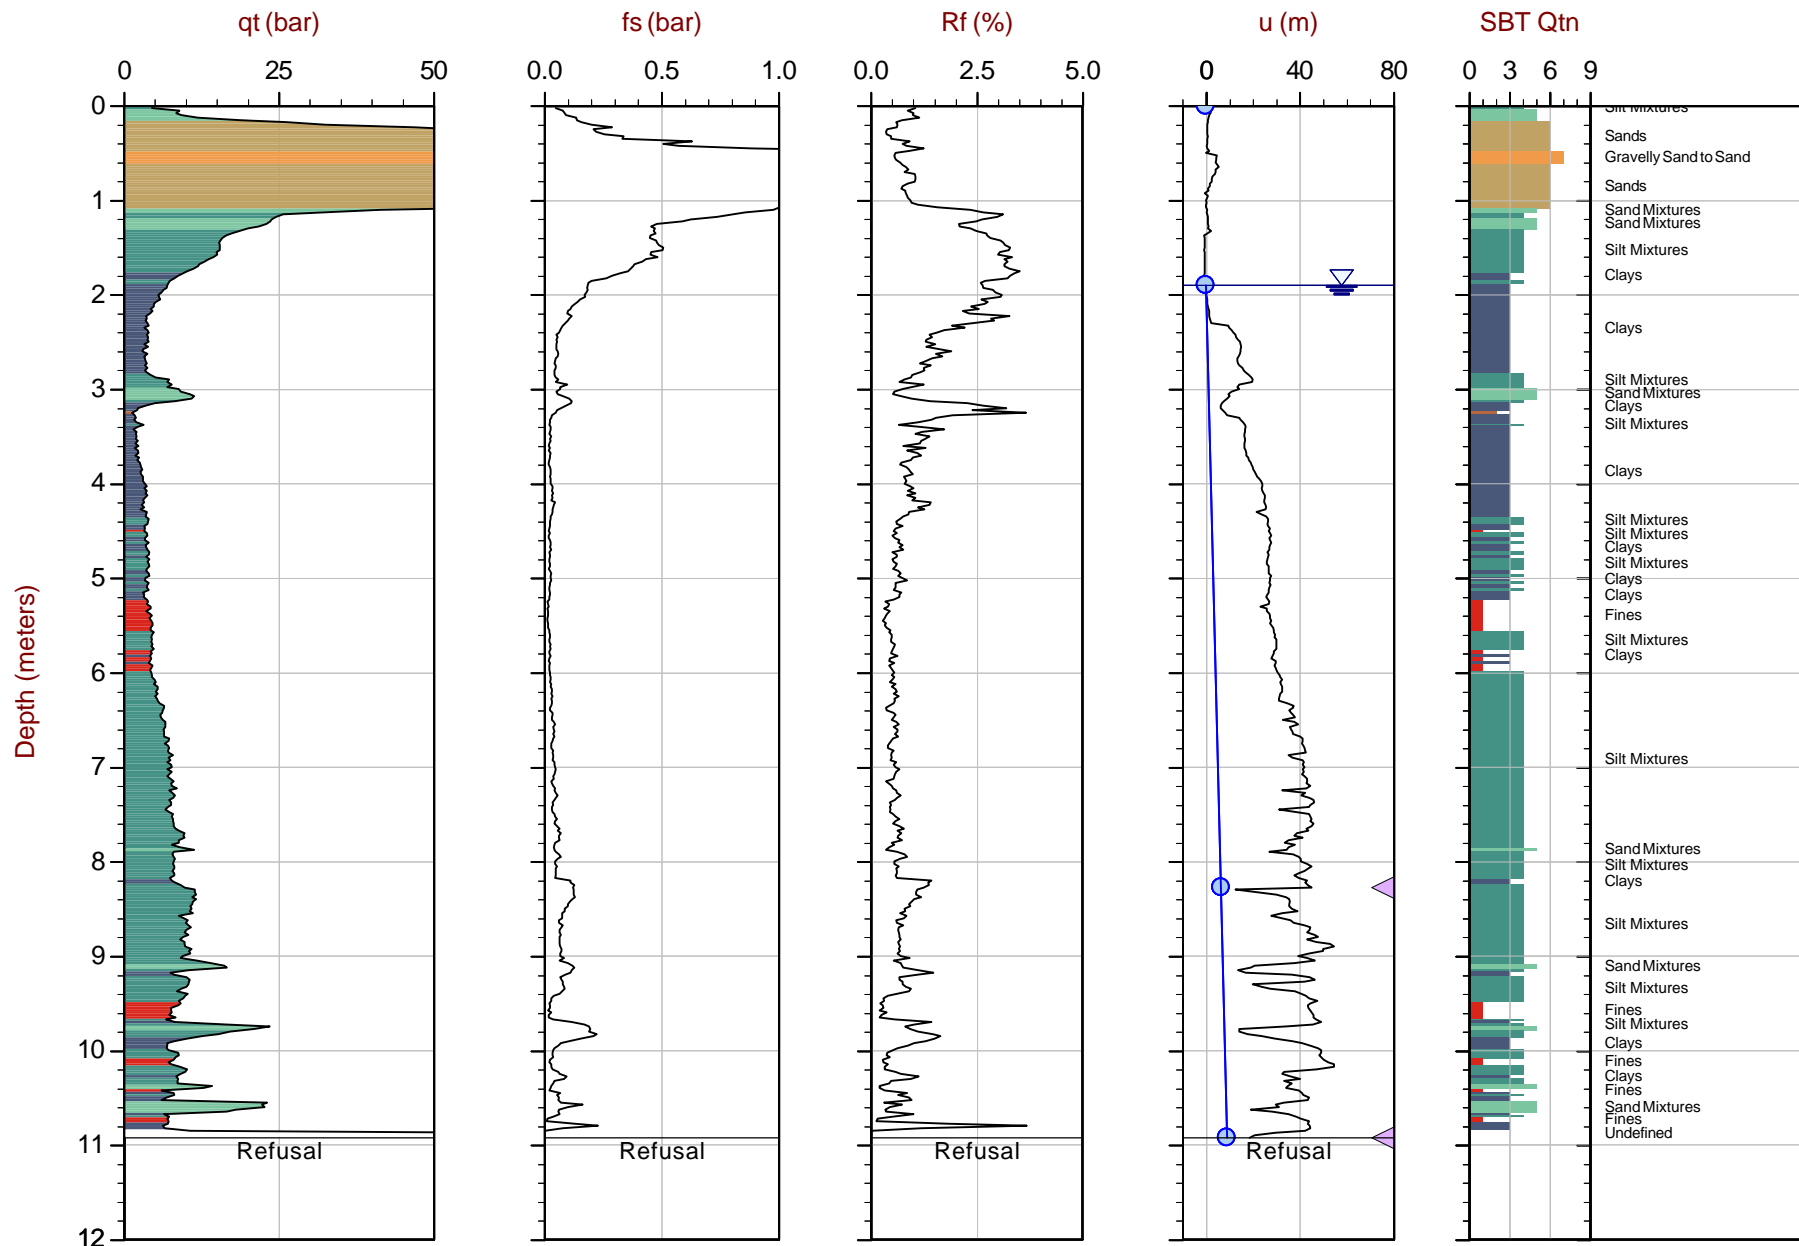 qt (bar) fs (bar) Rf (%) u (m) SBT Qtn
0 25 50 0.0 0.5 1.0 0.0 2.5 5.0 0 40 80 0 3 6 9
Depth (meters)
0
1
2
3
4
5
6
7
8
9
10
11
12
Silt Mixtures
Sands
Gravelly Sand to Sand
Sands
Sand Mixtures
Sand Mixtures
Silt Mixtures
Clays
Clays
Silt Mixtures
Sand Mixtures
Clays
Silt Mixtures
Clays
Silt Mixtures
Silt Mixtures
Clays
Silt Mixtures
Clays
Clays
Fines
Silt Mixtures
Clays
Silt Mixtures
Sand Mixtures
Silt Mixtures
Clays
Silt Mixtures
Sand Mixtures
Silt Mixtures
Fines
Silt Mixtures
Clays
Fines
Clays
Fines
Sand Mixtures
Fines
Undefined
Refusal Refusal Refusal Refusal